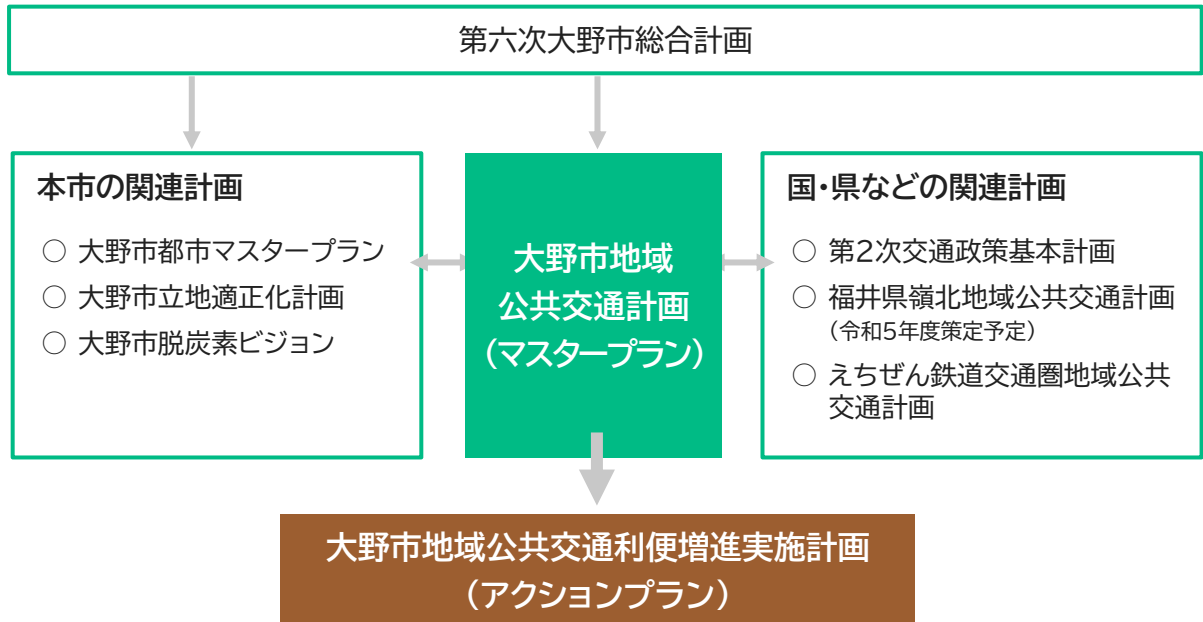 第六次大野市総合計画
本市の関連計画
○ 大野市都市マスタープラン
○ 大野市立地適正化計画
○ 大野市脱炭素ビジョン
大野市地域
公共交通計画
（マスタープラン）
国・県などの関連計画
○ 第2次交通政策基本計画
○ 福井県嶺北地域公共交通計画
（令和5年度策定予定）
○ えちぜん鉄道交通圏地域公共
交通計画
大野市地域公共交通利便増進実施計画
（アクションプラン）